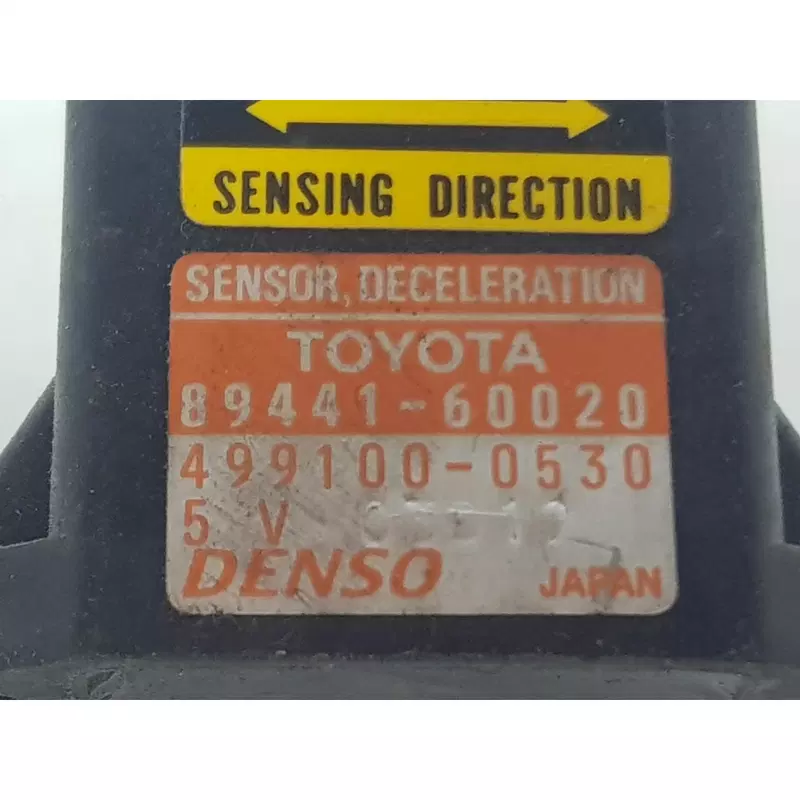 SENSING DIRECTION
SENSOR, DECELERATION
TOYOTA
89441-60020
499100-0530
5 V
DENSO JAPAN